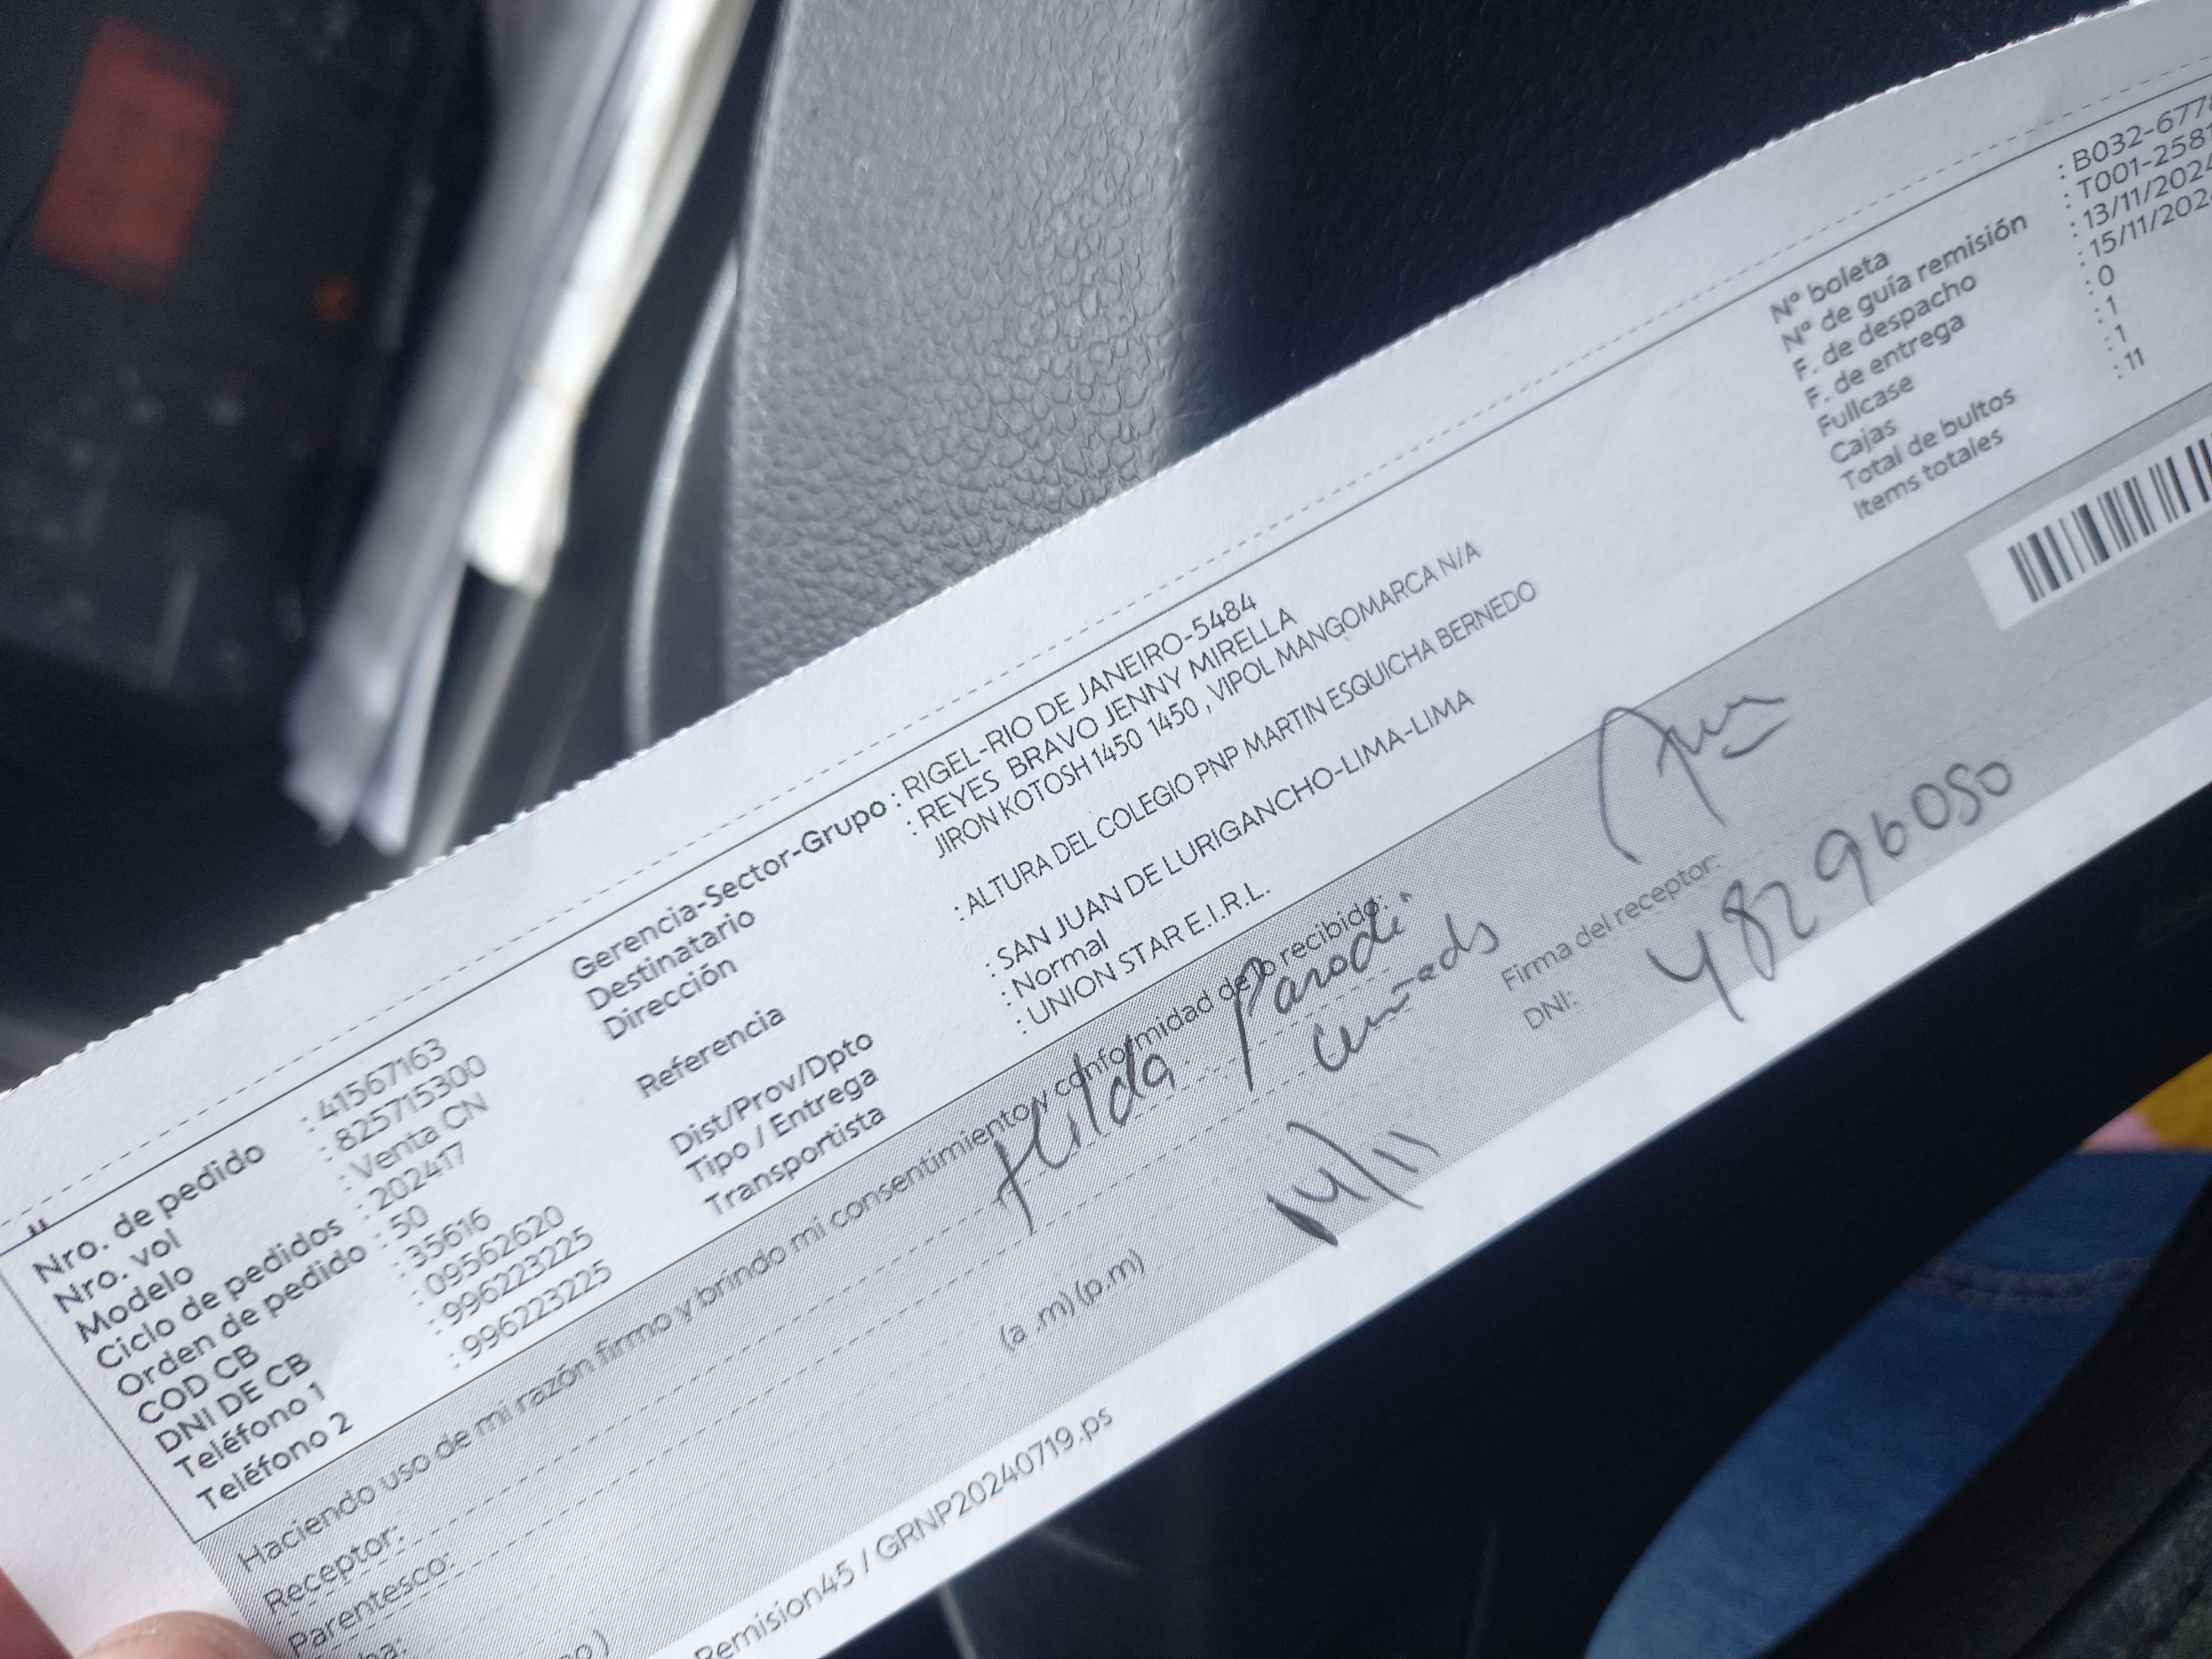 Nro. de pedido : 41567163
Nro. vol : 825715300
Modelo : Venta CN
Ciclo de pedidos : 202417
Orden de pedido : 50
COD CB : 35616
DNI DE CB : 09562620
Teléfono 1 : 996223225
Teléfono 2 : 996223225
Gerencia-Sector-Grupo : RIGEL-RIO DE JANEIRO-5484
Destinatario : REYES BRAVO JENNY MIRELLA
Dirección : JIRON KOTOSH 1450 1450 , VIPOL MANGOMARCA N/A
Referencia : ALTURA DEL COLEGIO PNP MARTIN ESQUICHA BERNEDO
Dist/Prov/Dpto : SAN JUAN DE LURIGANCHO-LIMA-LIMA
Tipo / Entrega : Normal
Transportista : UNION STAR E.I.R.L.
Nº boleta : B032-677
Nº de guía remisión : T001-258
F. de despacho : 13/11/2024
F. de entrega : 15/11/202
Fullcase : 0
Cajas : 1
Total de bultos : 1
Items totales : 11
Haciendo uso de mi razón firmo y brindo mi consentimiento y conformidad de lo recibido:
Receptor: Hilda Parodi
Parentesco: cuñada
14/11
(a .m) (p.m)
Firma del receptor:
DNI: 48296050
Remision45 / GRNP20240719.ps